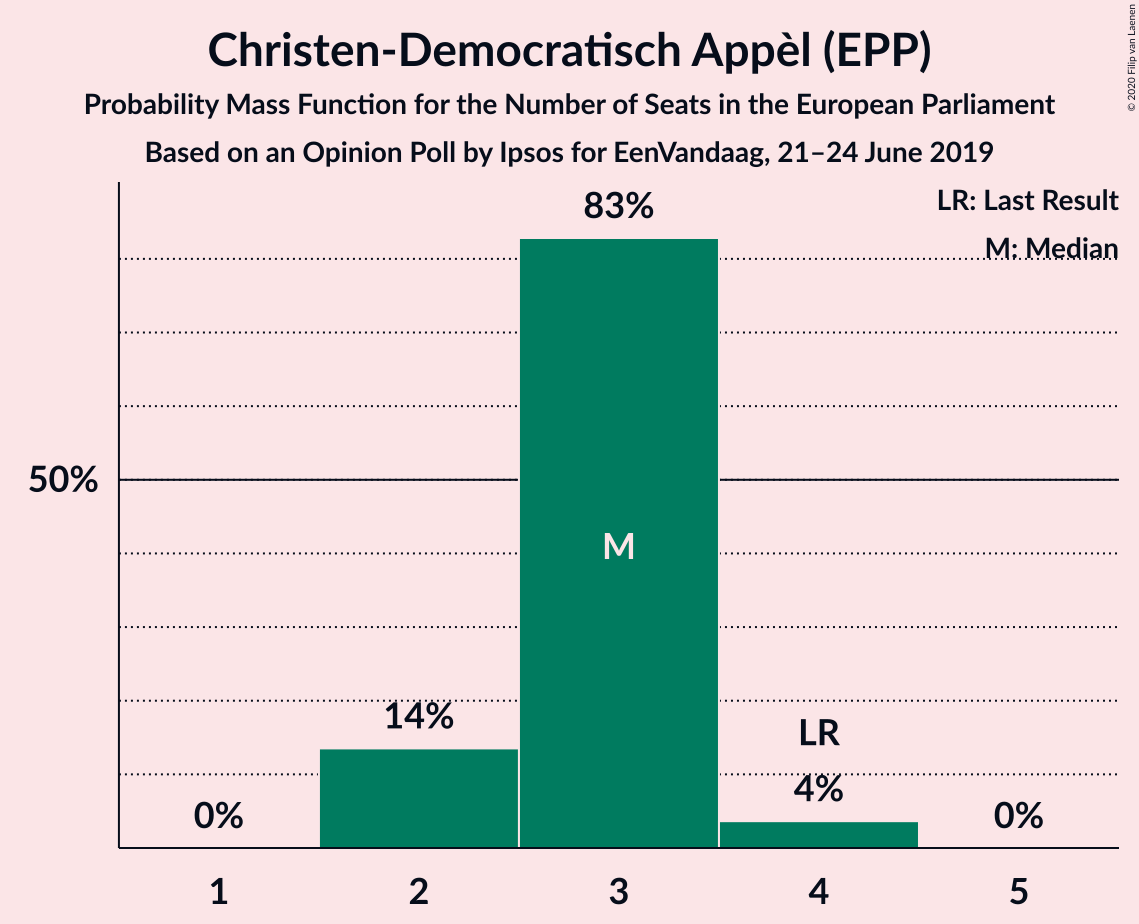 Christen-Democratisch Appèl (EPP)
Probability Mass Function for the Number of Seats in the European Parliament
Based on an Opinion Poll by Ipsos for EenVandaag, 21–24 June 2019
© 2020 Filip van Laenen
LR: Last Result
M: Median
83%
50%
M
14%
LR
4%
0%
0%
1
2
3
4
5